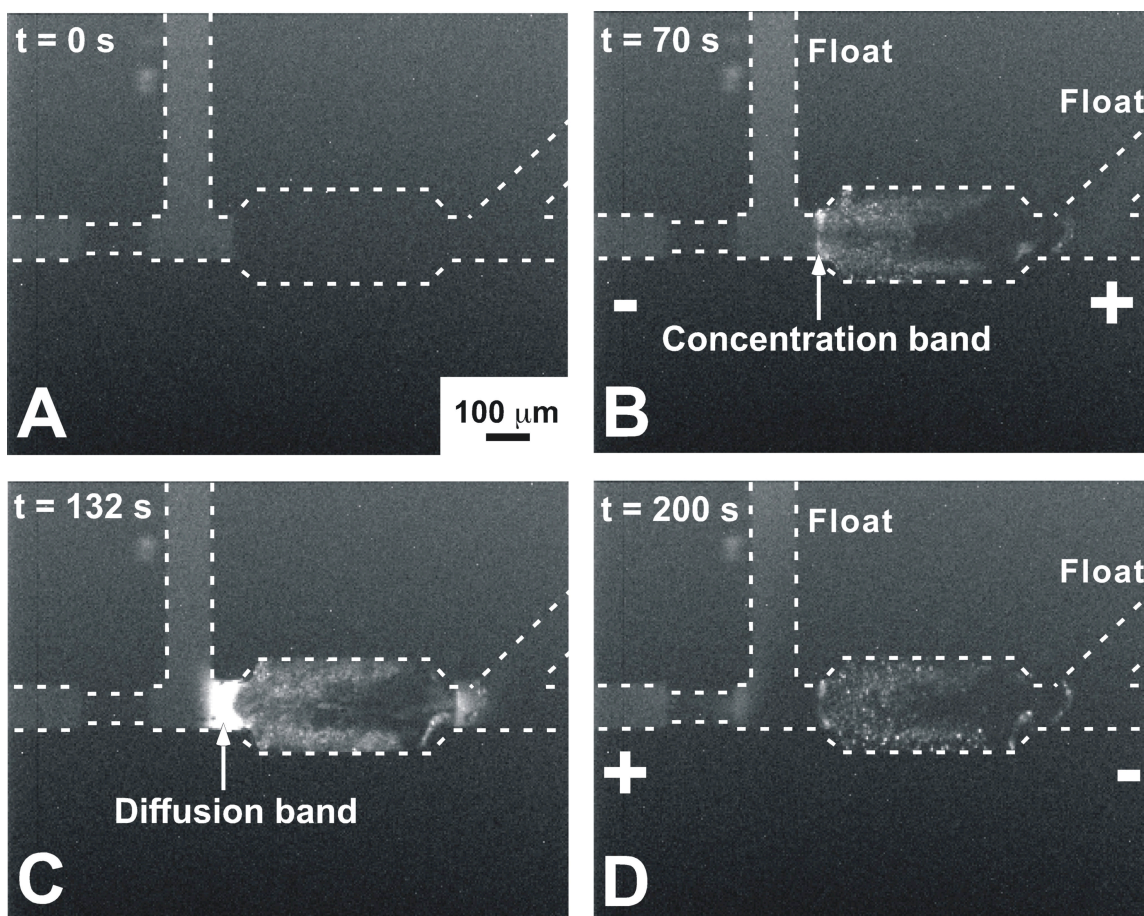 t = 0 s
A
100 μm
t = 70 s
Float
Float
-
+
Concentration band
B
t = 132 s
Diffusion band
C
t = 200 s
Float
Float
+
-
D